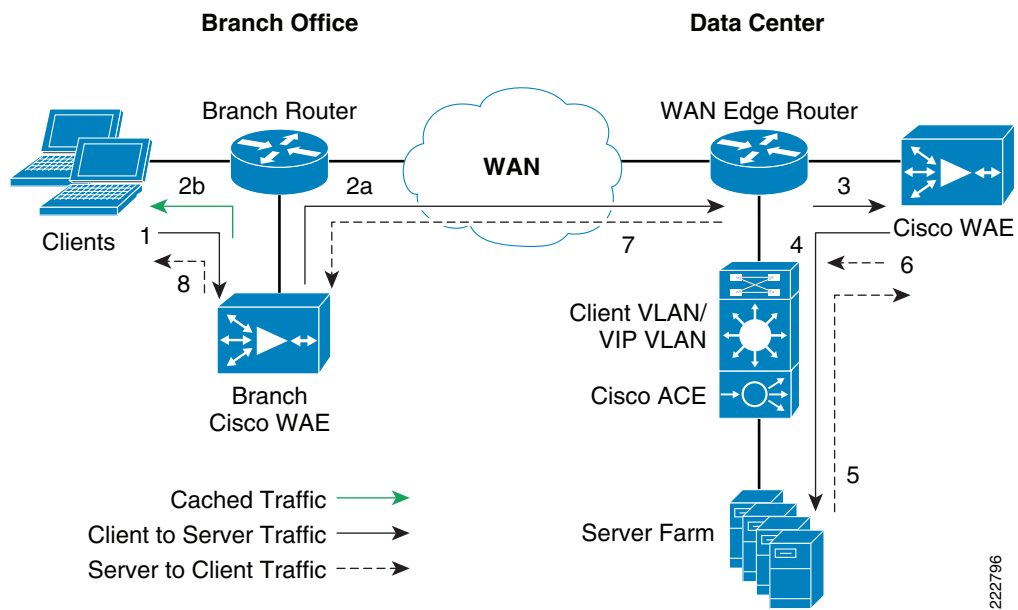 Branch Office
Data Center
Branch Router
WAN Edge Router
WAN
2b
2a
3
Clients
1
Cisco WAE
7
4
6
8
Client VLAN/
VIP VLAN
Branch
Cisco WAE
Cisco ACE
5
Cached Traffic
Client to Server Traffic
Server to Client Traffic
Server Farm
222796